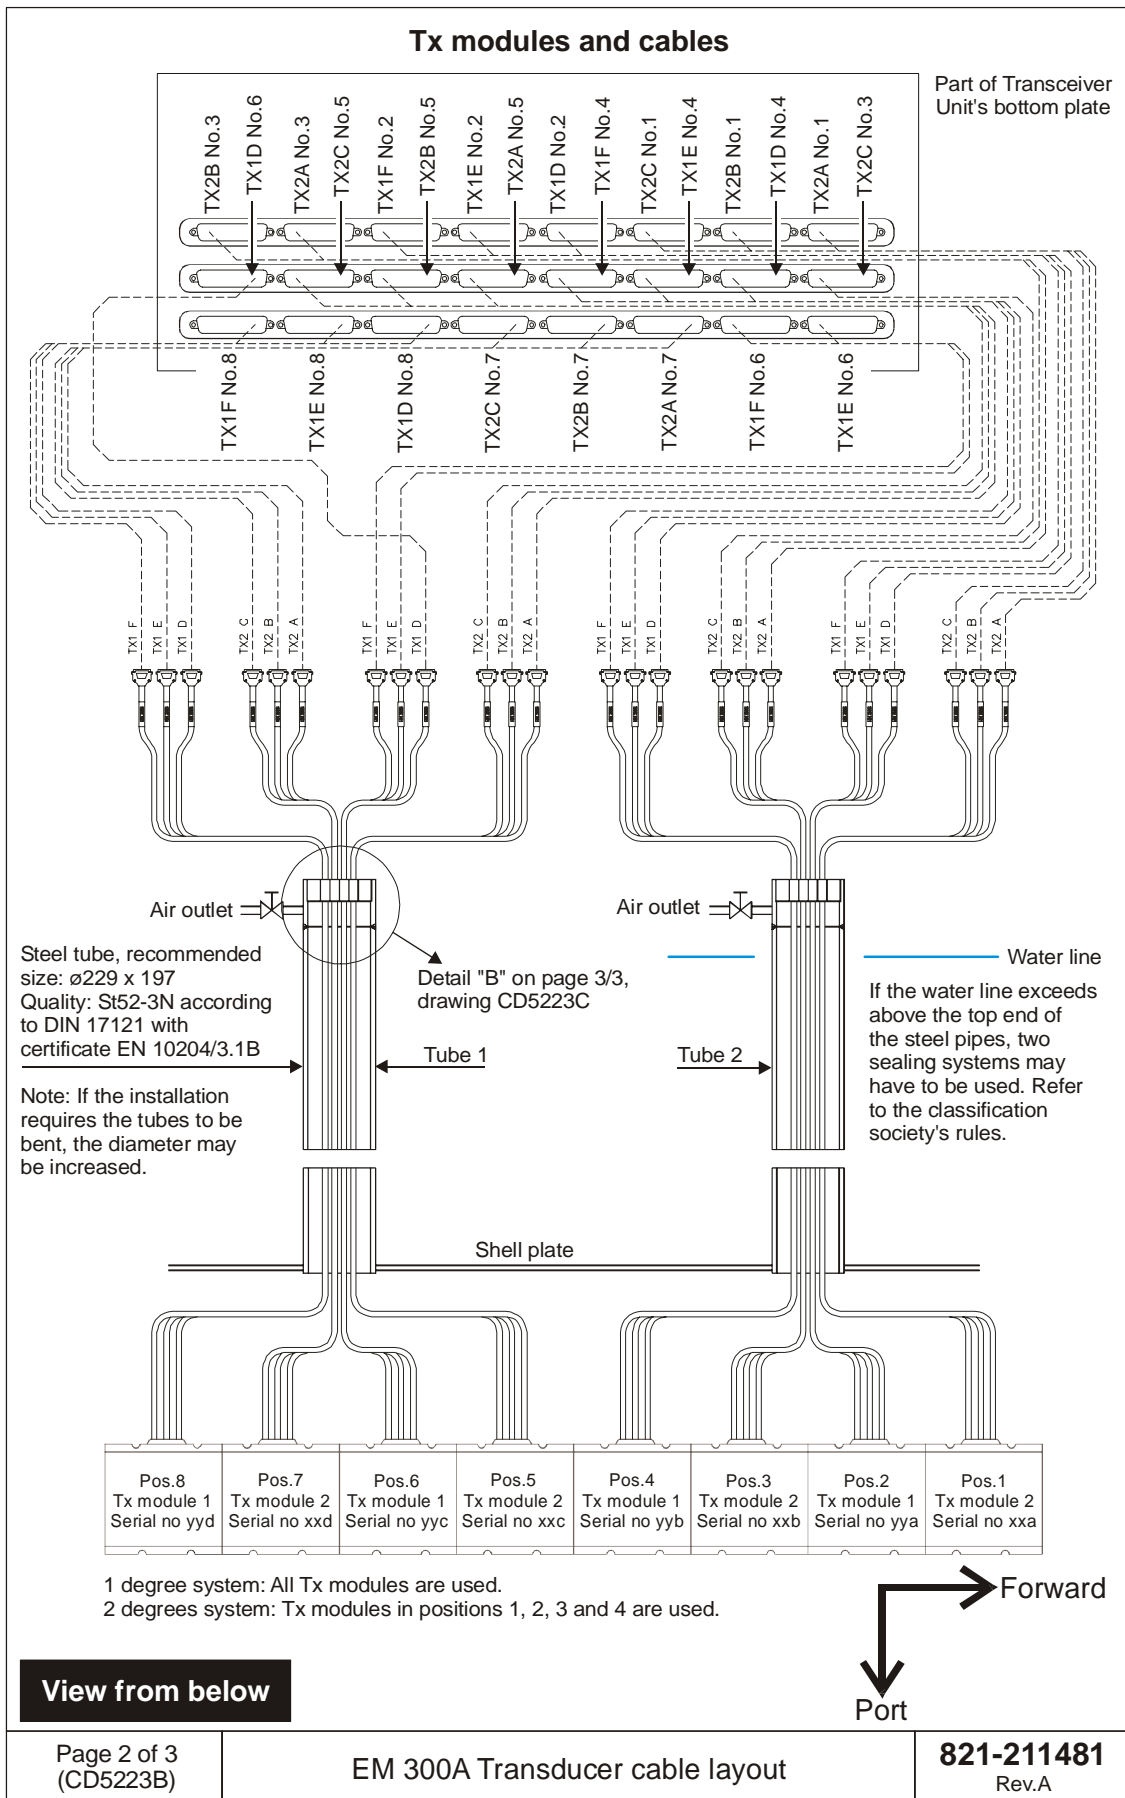 Tx modules and cables
Part of Transceiver
Unit's bottom plate
TX2B No.3
TX1D No.6
TX2A No.3
TX2C No.5
TX1F No.2
TX2B No.5
TX1E No.2
TX2A No.5
TX1D No.2
TX1F No.4
TX2C No.1
TX1E No.4
TX2B No.1
TX1D No.4
TX2A No.1
TX2C No.3
TX1F No.8
TX1E No.8
TX1D No.8
TX2C No.7
TX2B No.7
TX2A No.7
TX1F No.6
TX1E No.6
TX1 F
TX1 E
TX1 D
TX2 C
TX2 B
TX2 A
TX1 F
TX1 E
TX1 D
TX2 C
TX2 B
TX2 A
TX1 F
TX1 E
TX1 D
TX2 C
TX2 B
TX2 A
TX1 F
TX1 E
TX1 D
TX2 C
TX2 B
TX2 A
Air outlet
Air outlet
Steel tube, recommended
size: ø229 x 197
Quality: St52-3N according
to DIN 17121 with
certificate EN 10204/3.1B
Note: If the installation
requires the tubes to be
bent, the diameter may
be increased.
Detail "B" on page 3/3,
drawing CD5223C
Tube 1
Tube 2
Water line
If the water line exceeds
above the top end of
the steel pipes, two
sealing systems may
have to be used. Refer
to the classification
society's rules.
Shell plate
Pos.8
Tx module 1
Serial no yyd
Pos.7
Tx module 2
Serial no xxd
Pos.6
Tx module 1
Serial no yyc
Pos.5
Tx module 2
Serial no xxc
Pos.4
Tx module 1
Serial no yyb
Pos.3
Tx module 2
Serial no xxb
Pos.2
Tx module 1
Serial no yya
Pos.1
Tx module 2
Serial no xxa
1 degree system: All Tx modules are used.
2 degrees system: Tx modules in positions 1, 2, 3 and 4 are used.
Forward
Port
View from below
Page 2 of 3
(CD5223B)
EM 300A Transducer cable layout
821-211481
Rev.A